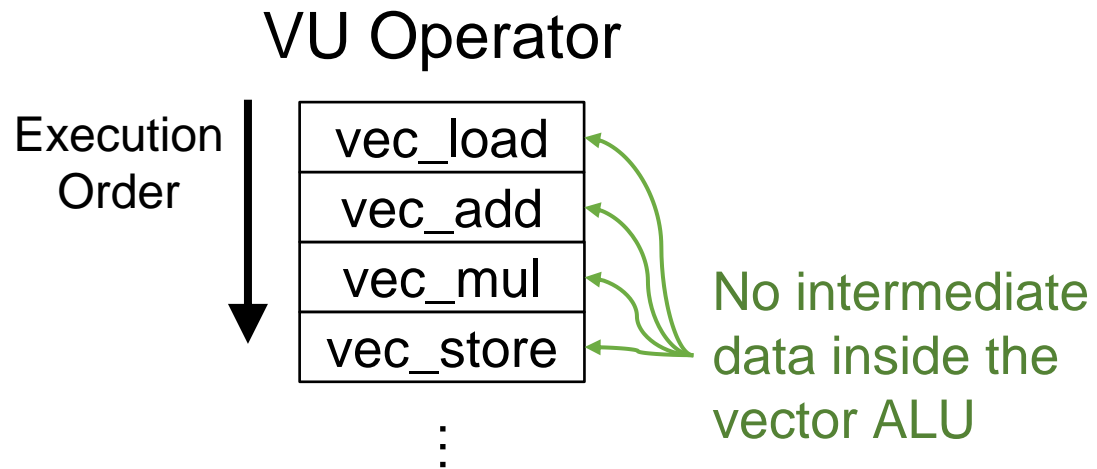 VU Operator
Execution
Order
vec_load
vec_add
vec_mul
vec_store
⋮
No intermediate
data inside the
vector ALU